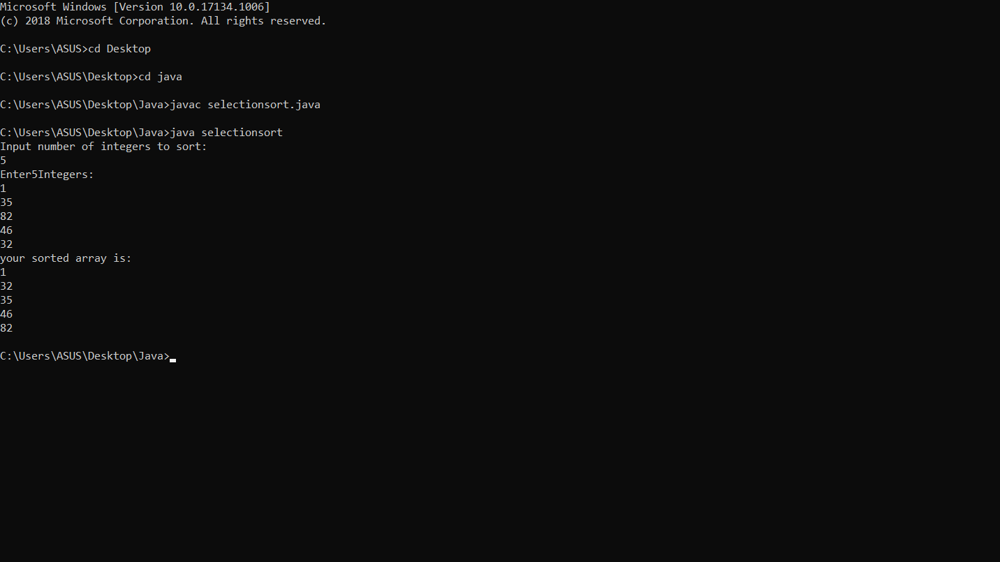 Microsoft Windows [Version 10.0.17134.1006]
(c) 2018 Microsoft Corporation. All rights reserved.
C:\Users\ASUS>cd Desktop
C:\Users\ASUS\Desktop>cd java
C:\Users\ASUS\Desktop\Java>javac selectionsort.java
C:\Users\ASUS\Desktop\Java>java selectionsort
Input number of integers to sort:
5
Enter5Integers:
1
35
82
46
32
your sorted array is:
1
32
35
46
82
C:\Users\ASUS\Desktop\Java>